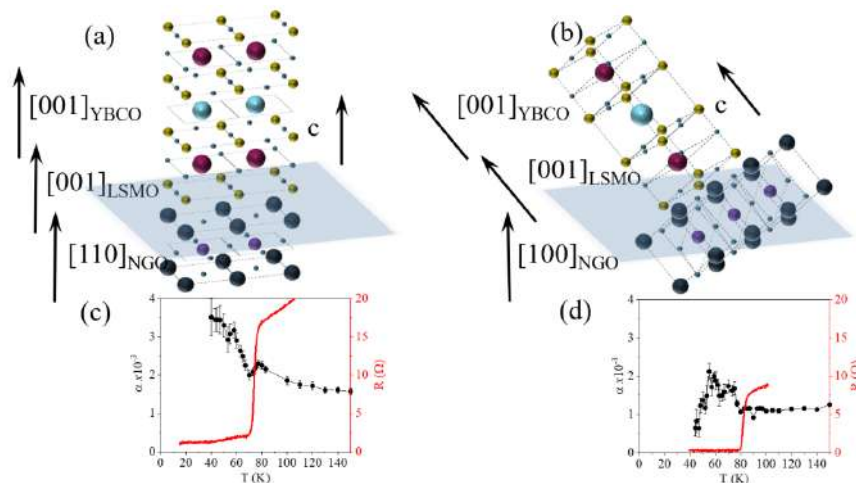 (a)
[001]YBCO
c
[001]LSMO
[110]NGO
(b)
[001]YBCO
c
[001]LSMO
[100]NGO
(c)
4
3
2
1
0
α x10⁻³
20
15
10
5
0
R (Ω)
0 20 40 60 80 100 120 140
T (K)
(d)
4
3
2
1
0
α x10⁻³
20
15
10
5
0
R (Ω)
0 20 40 60 80 100 120 140
T (K)